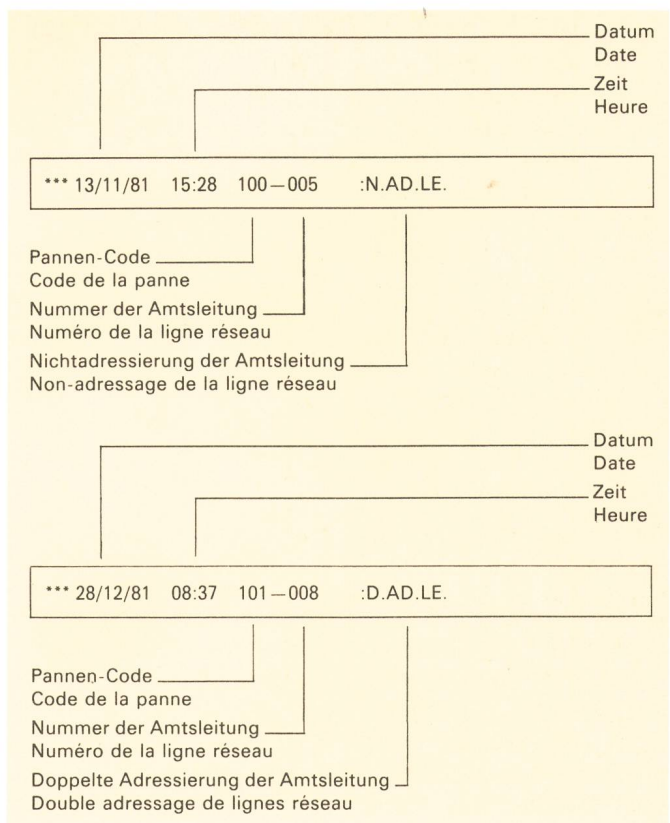 Datum
Date
Zeit
Heure
*** 13/11/81 15:28 100—005 :N.AD.LE.
Pannen-Code
Code de la panne
Nummer der Amtsleitung
Numéro de la ligne réseau
Nichtadressierung der Amtsleitung
Non-adressage de la ligne réseau
Datum
Date
Zeit
Heure
*** 28/12/81 08:37 101—008 :D.AD.LE.
Pannen-Code
Code de la panne
Nummer der Amtsleitung
Numéro de la ligne réseau
Doppelte Adressierung der Amtsleitung
Double adressage de lignes réseau